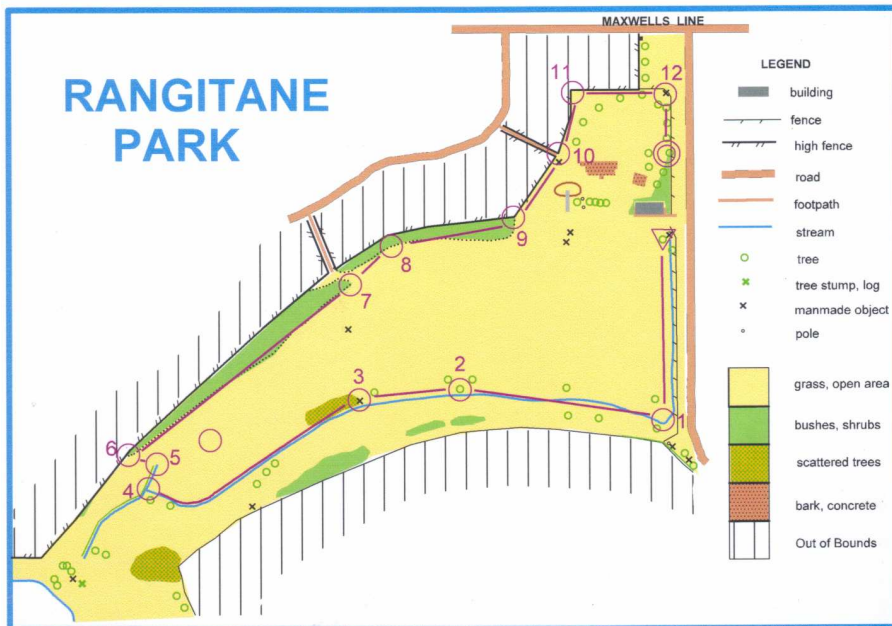 MAXWELLS LINE
RANGITANE
PARK
11
12
10
9
8
7
6
5
4
3
2
1
LEGEND
building
fence
high fence
road
footpath
stream
tree
tree stump, log
manmade object
pole
grass, open area
bushes, shrubs
scattered trees
bark, concrete
Out of Bounds